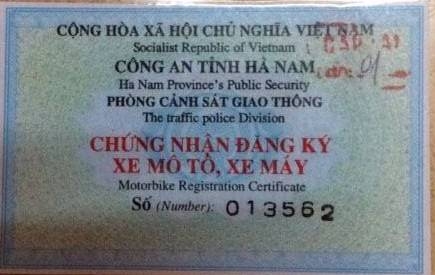 CỘNG HÒA XÃ HỘI CHỦ NGHĨA VIỆT NAM
Socialist Republic of Vietnam
CÔNG AN TỈNH HÀ NAM
Ha Nam Province's Public Security
PHÒNG CẢNH SÁT GIAO THÔNG
The traffic police Division
CHỨNG NHẬN ĐĂNG KÝ
XE MÔ TÔ, XE MÁY
Motorbike Registration Certificate
Số (Number): 013562